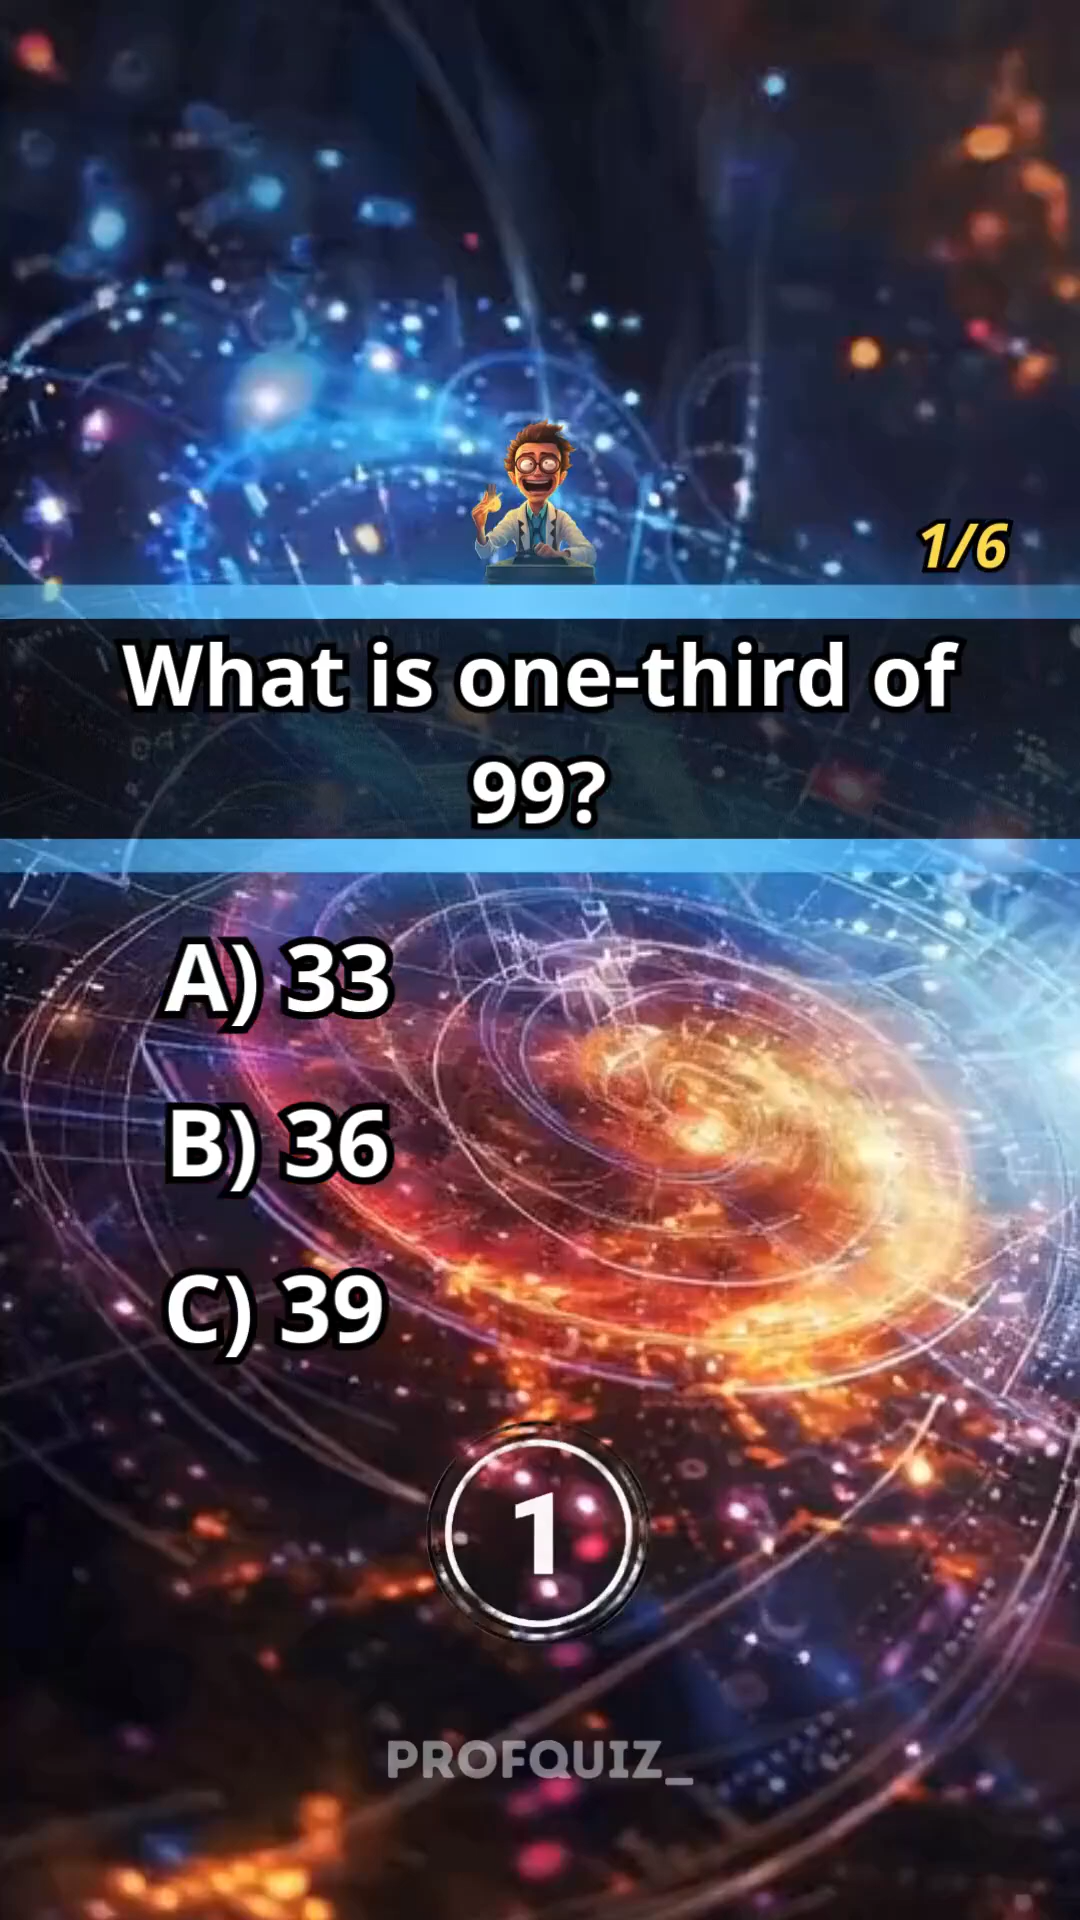 1/6
What is one-third of
99?
A) 33
B) 36
C) 39
1
PROFQUIZ_